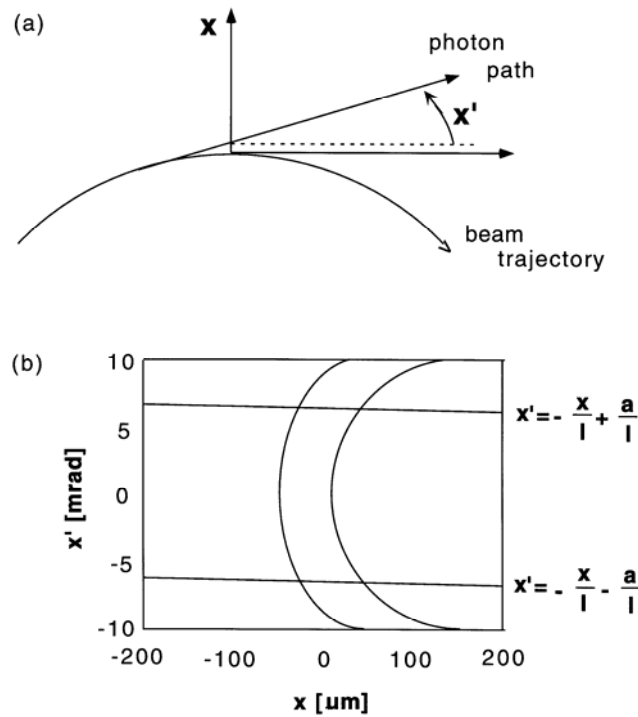 (a)
x
photon
path
x'
beam
trajectory
(b)
x' [mrad]
10
5
0
-5
-10
-200
-100
0
100
200
x [µm]
x'= - x/l + a/l
x'= - x/l - a/l